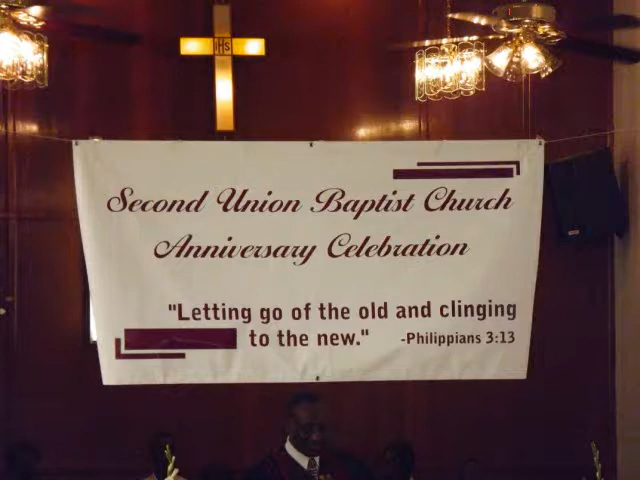 IHS
Second Union Baptist Church
Anniversary Celebration
"Letting go of the old and clinging
to the new." -Philippians 3:13